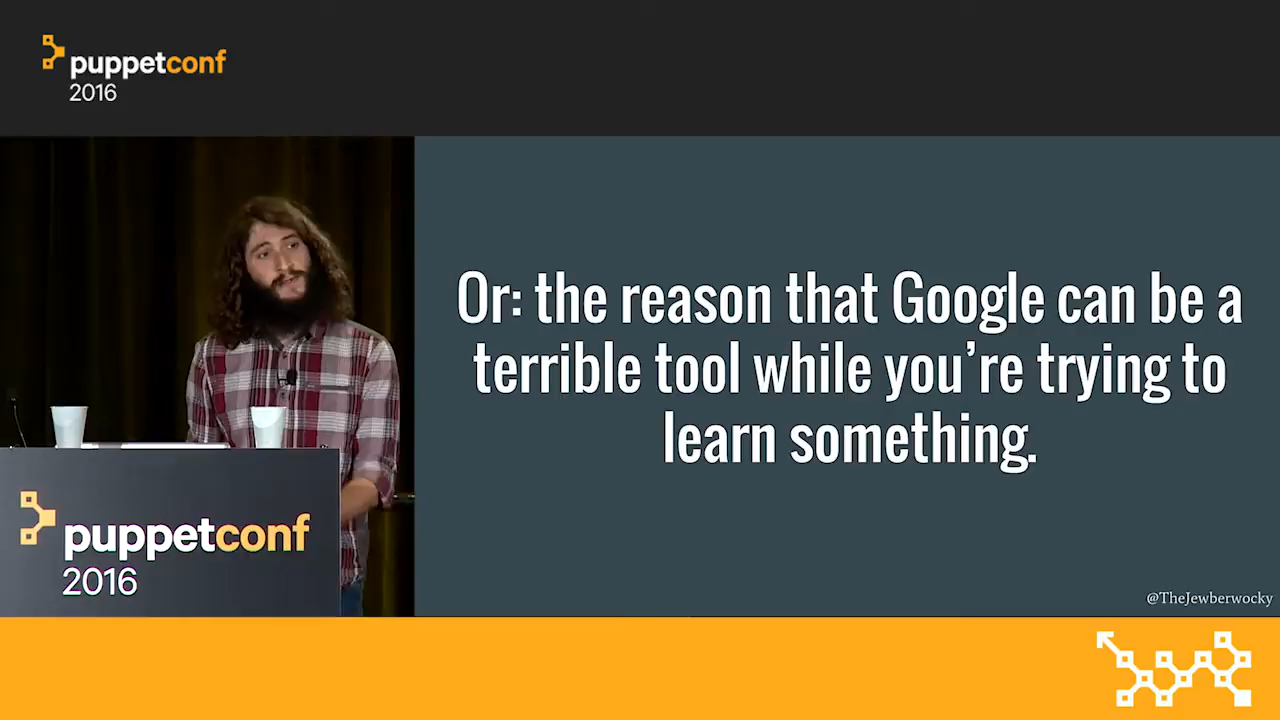 puppetconf
2016
Or: the reason that Google can be a
terrible tool while you're trying to
learn something.
puppetconf
2016
@TheJewberwocky